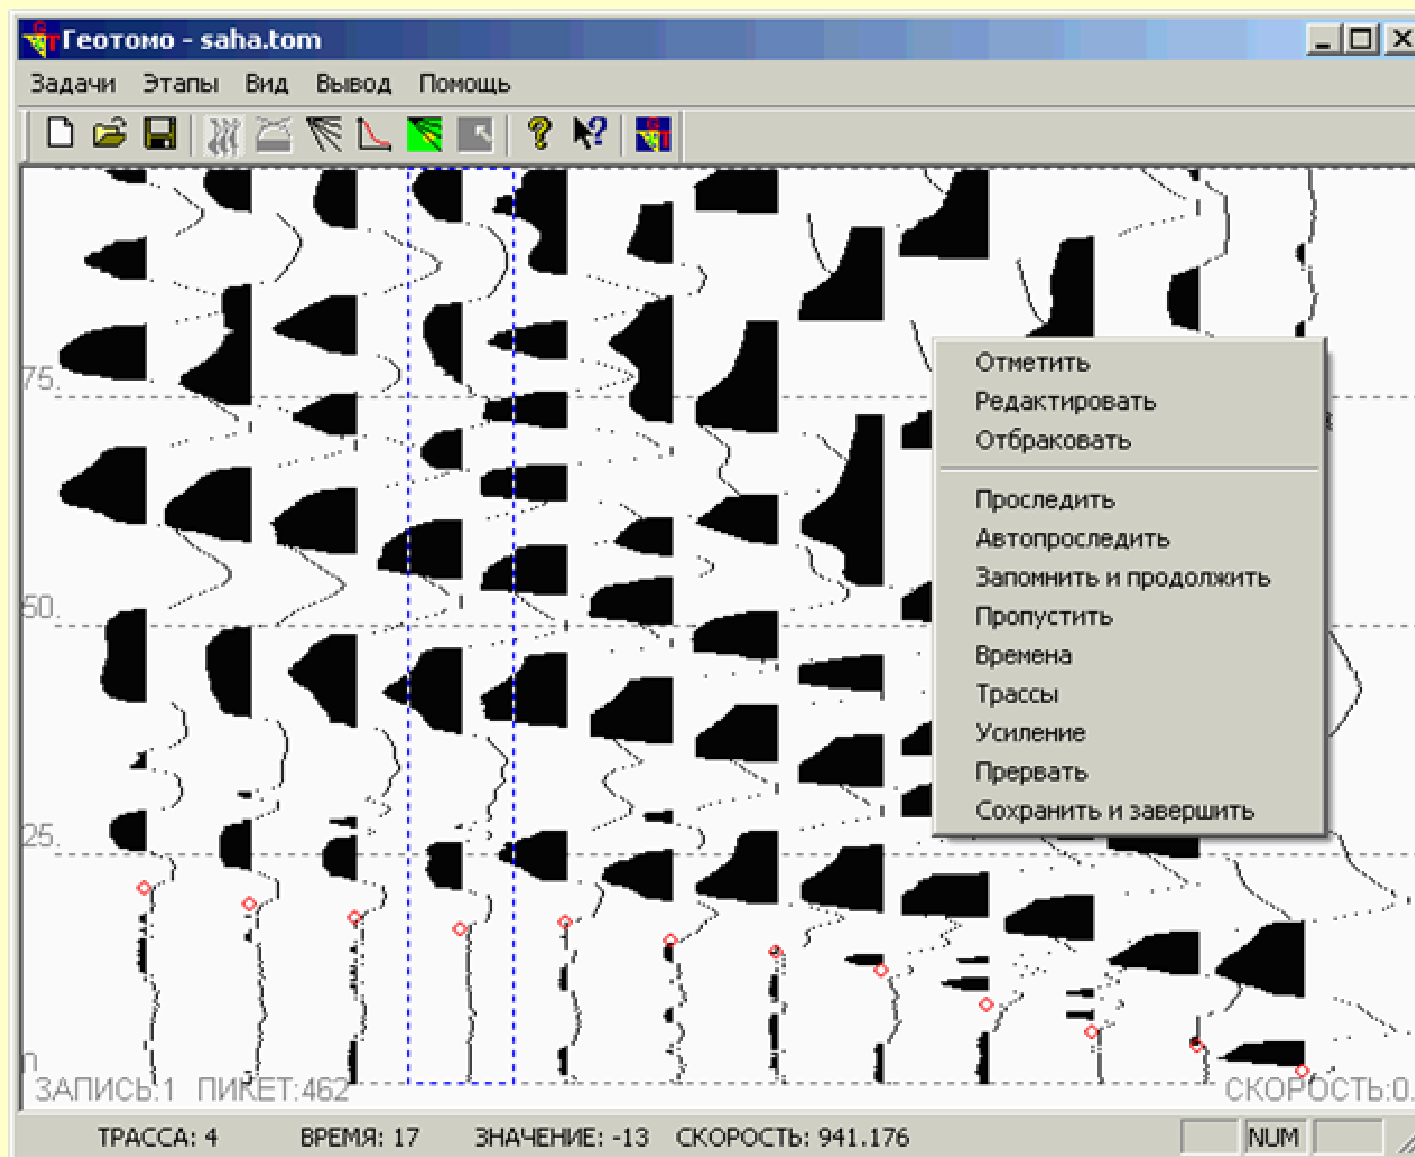 Геотомо - saha.tom
Задачи Этапы Вид Вывод Помощь
75.
50.
25.
Отметить
Редактировать
Отбраковать
Проследить
Автопроследить
Запомнить и продолжить
Пропустить
Времена
Трассы
Усиление
Прервать
Сохранить и завершить
ЗАПИСЬ:1 ПИКЕТ:462 СКОРОСТЬ:0.
ТРАССА: 4 ВРЕМЯ: 17 ЗНАЧЕНИЕ: -13 СКОРОСТЬ: 941.176 NUM